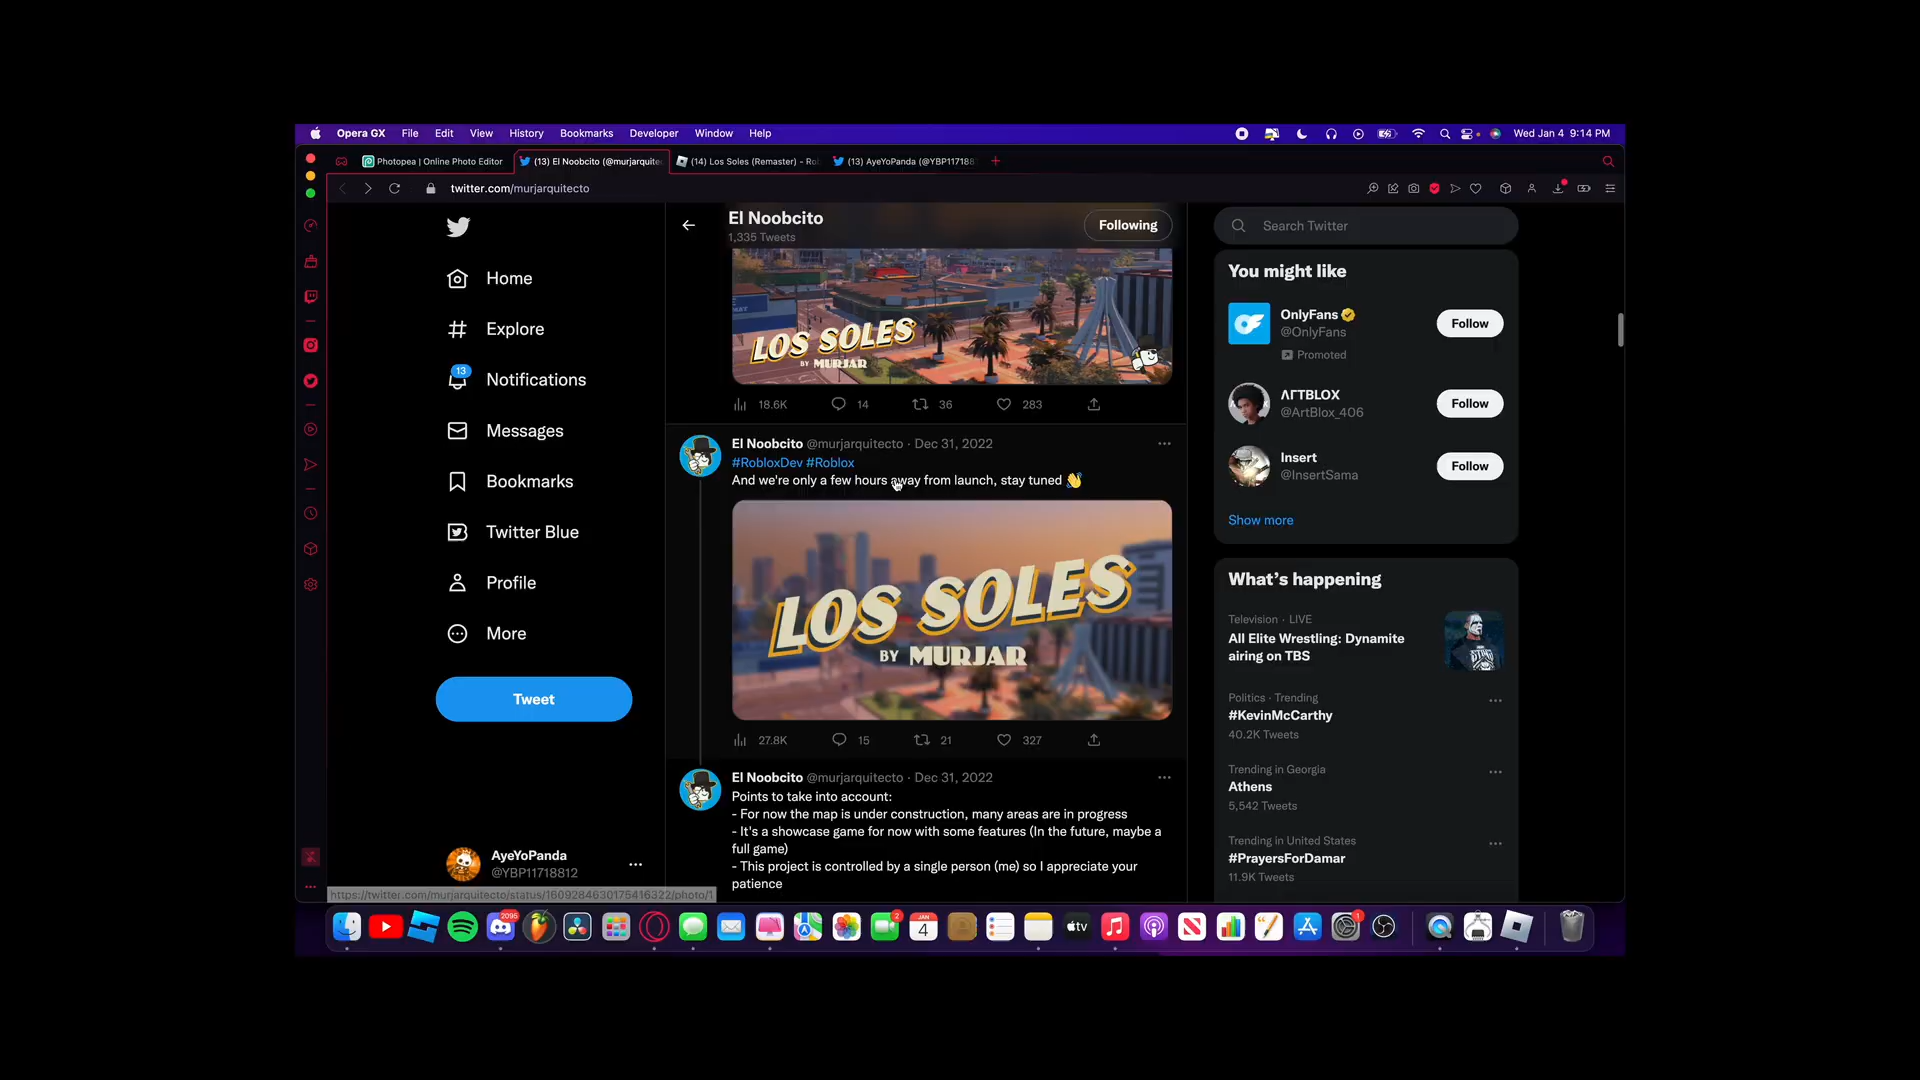 Opera GX File Edit View History Bookmarks Developer Window Help
Wed Jan 4 9:14 PM
Photopea | Online Photo Editor
(13) El Noobcito (@murjarquitec
(14) Los Soles (Remaster) - Ro
(13) AyeYoPanda (@YBP117188
twitter.com/murjarquitecto
Home
Explore
13
Notifications
Messages
Bookmarks
Twitter Blue
Profile
More
Tweet
AyeYoPanda
@YBP11718812
https://twitter.com/murjarquitecto/status/1609284630175416322/photo/1
El Noobcito
1,335 Tweets
Following
LOS SOLES
BY MURJAR
18.6K 14 36 283
El Noobcito @murjarquitecto · Dec 31, 2022
#RobloxDev #Roblox
And we're only a few hours away from launch, stay tuned 👋
LOS SOLES
BY MURJAR
27.8K 15 21 327
El Noobcito @murjarquitecto · Dec 31, 2022
Points to take into account:
- For now the map is under construction, many areas are in progress
- It's a showcase game for now with some features (In the future, maybe a
full game)
- This project is controlled by a single person (me) so I appreciate your
patience
Search Twitter
You might like
OnlyFans
@OnlyFans
Promoted
Follow
ΛΓTBLOX
@ArtBlox_406
Follow
Insert
@InsertSama
Follow
Show more
What's happening
Television · LIVE
All Elite Wrestling: Dynamite
airing on TBS
Politics · Trending
#KevinMcCarthy
40.2K Tweets
Trending in Georgia
Athens
5,542 Tweets
Trending in United States
#PrayersForDamar
11.9K Tweets
2095
2
JAN
4
tv
1